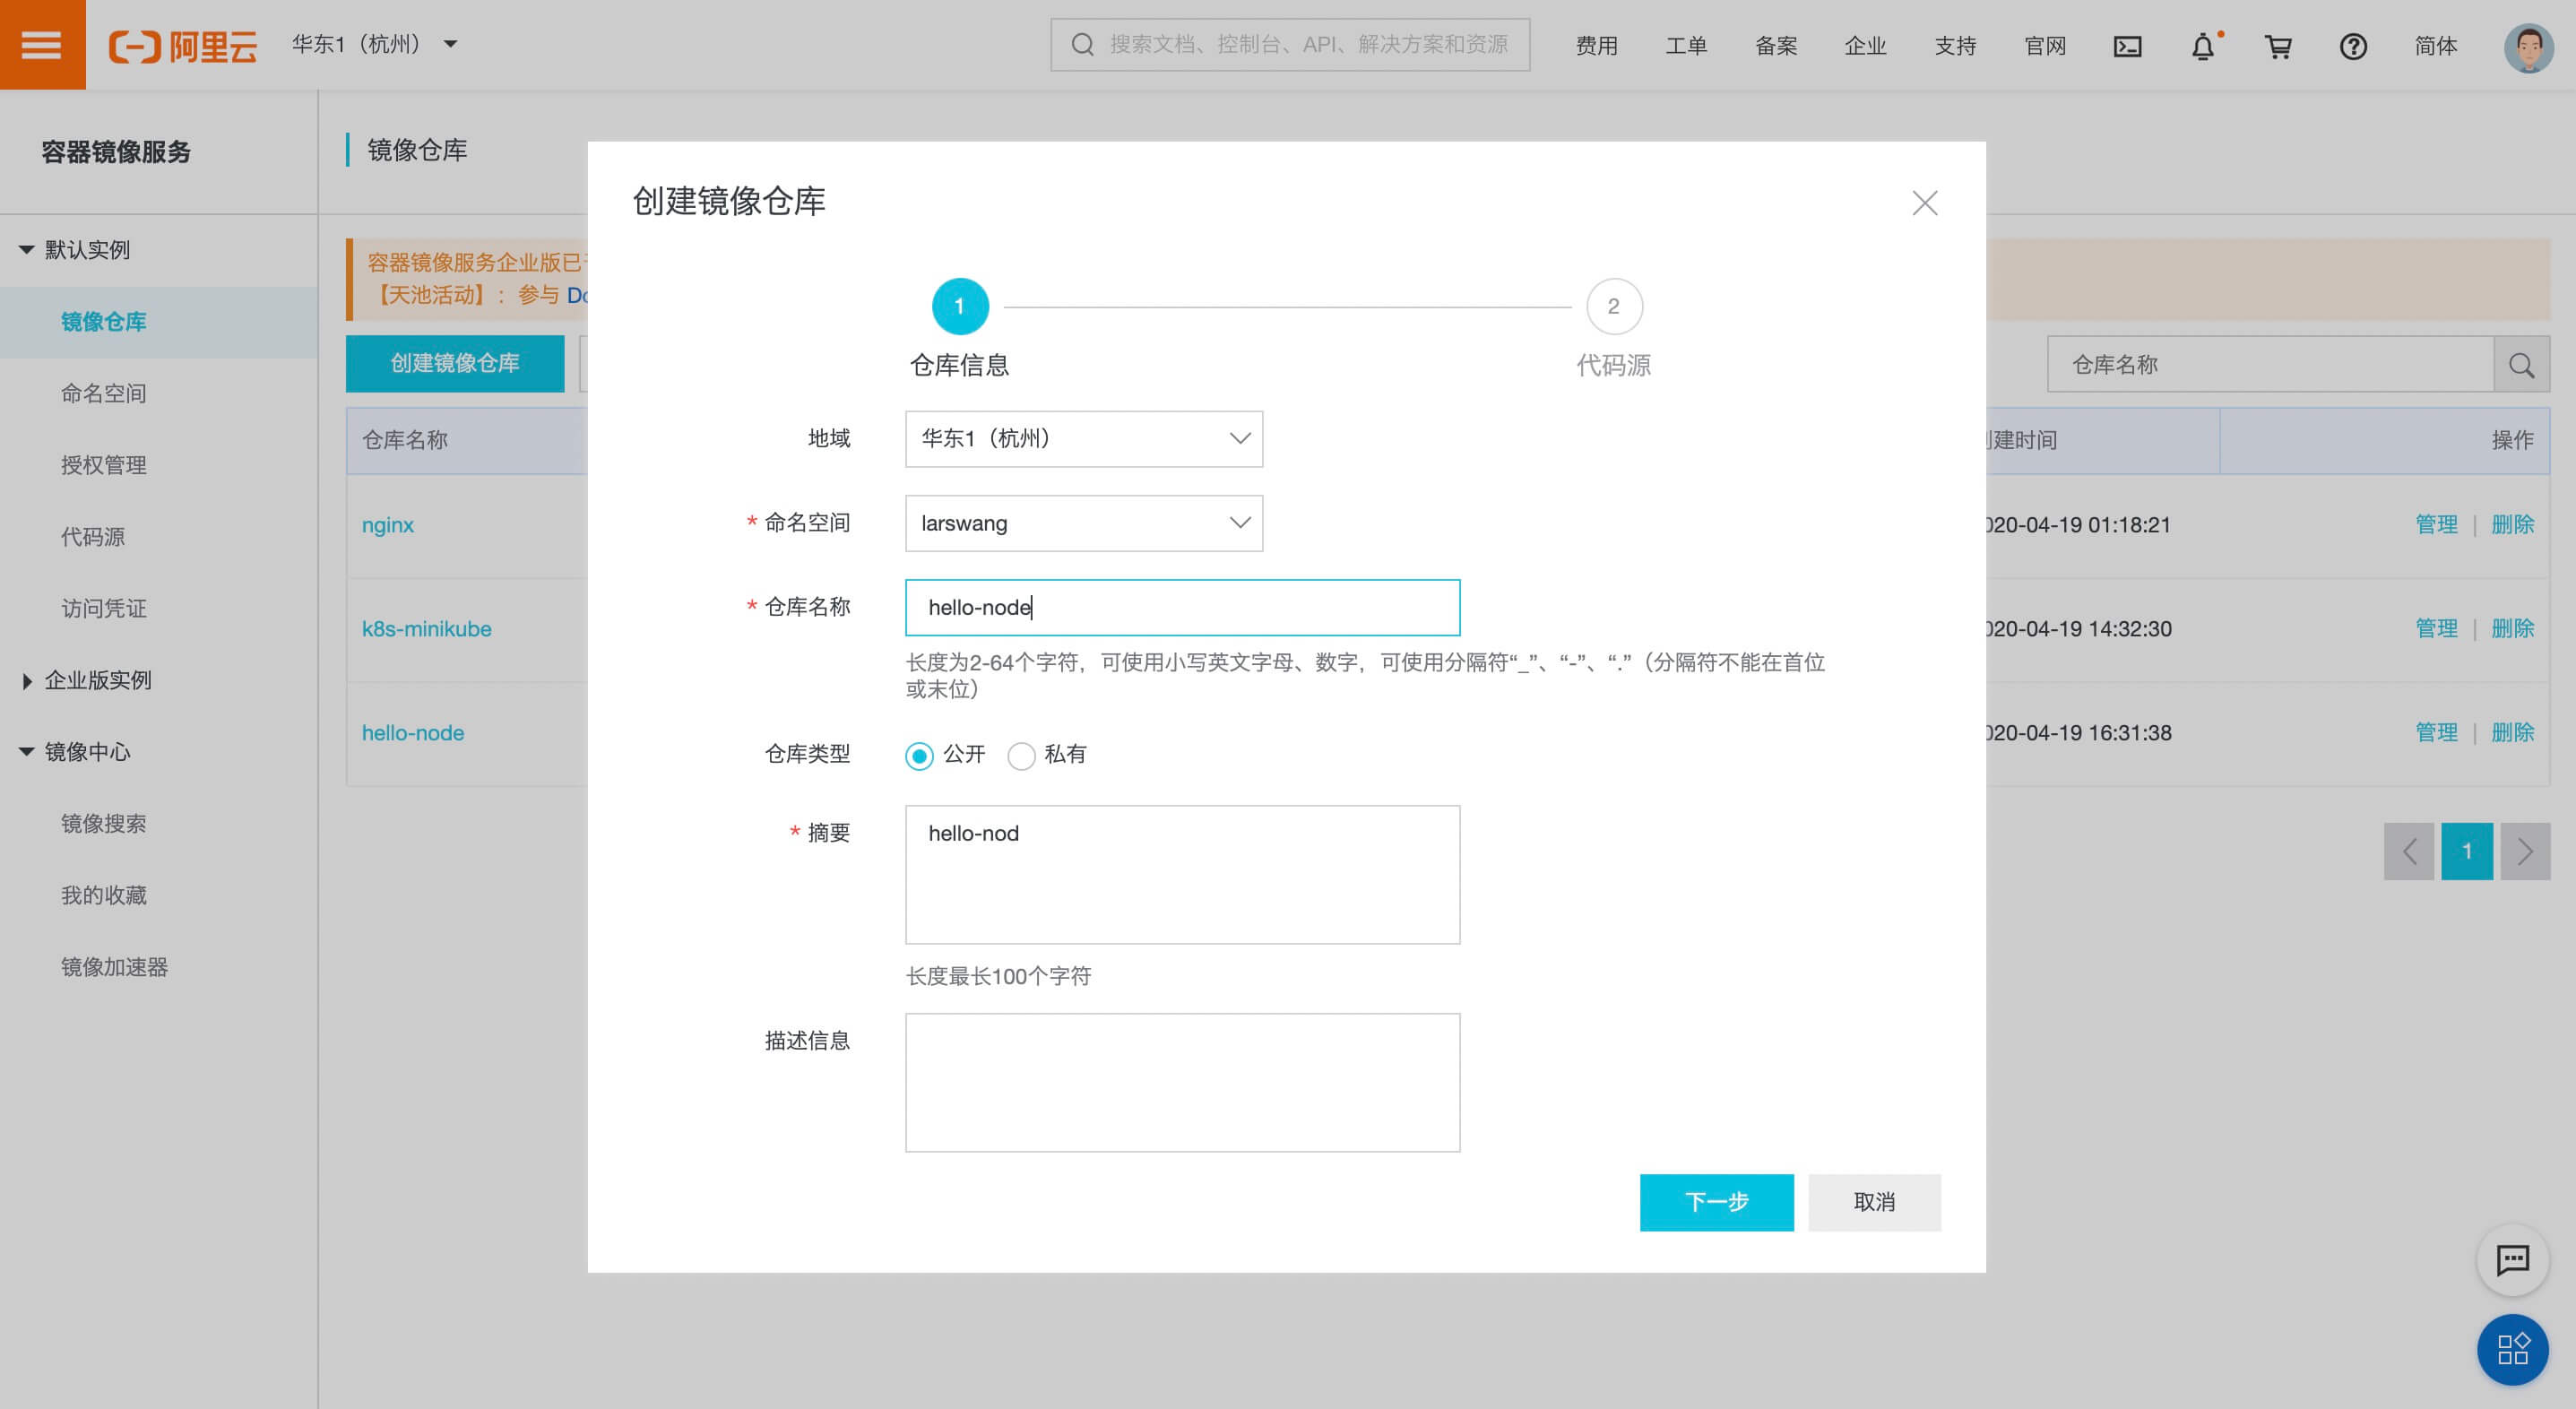 阿里云
华东1（杭州）
搜索文档、控制台、API、解决方案和资源
费用
工单
备案
企业
支持
官网
简体
容器镜像服务
默认实例
镜像仓库
命名空间
授权管理
代码源
访问凭证
企业版实例
镜像中心
镜像搜索
我的收藏
镜像加速器
镜像仓库
容器镜像服务企业版已
【天池活动】：参与 Do
创建镜像仓库
仓库名称
仓库名称
建时间
操作
nginx
020-04-19 01:18:21
管理 | 删除
k8s-minikube
020-04-19 14:32:30
管理 | 删除
hello-node
020-04-19 16:31:38
管理 | 删除
1
创建镜像仓库
1
2
仓库信息
代码源
地域
华东1（杭州）
* 命名空间
larswang
* 仓库名称
hello-node
长度为2-64个字符，可使用小写英文字母、数字，可使用分隔符“_”、“-”、“.”（分隔符不能在首位
或末位）
仓库类型
公开
私有
* 摘要
hello-nod
长度最长100个字符
描述信息
下一步
取消